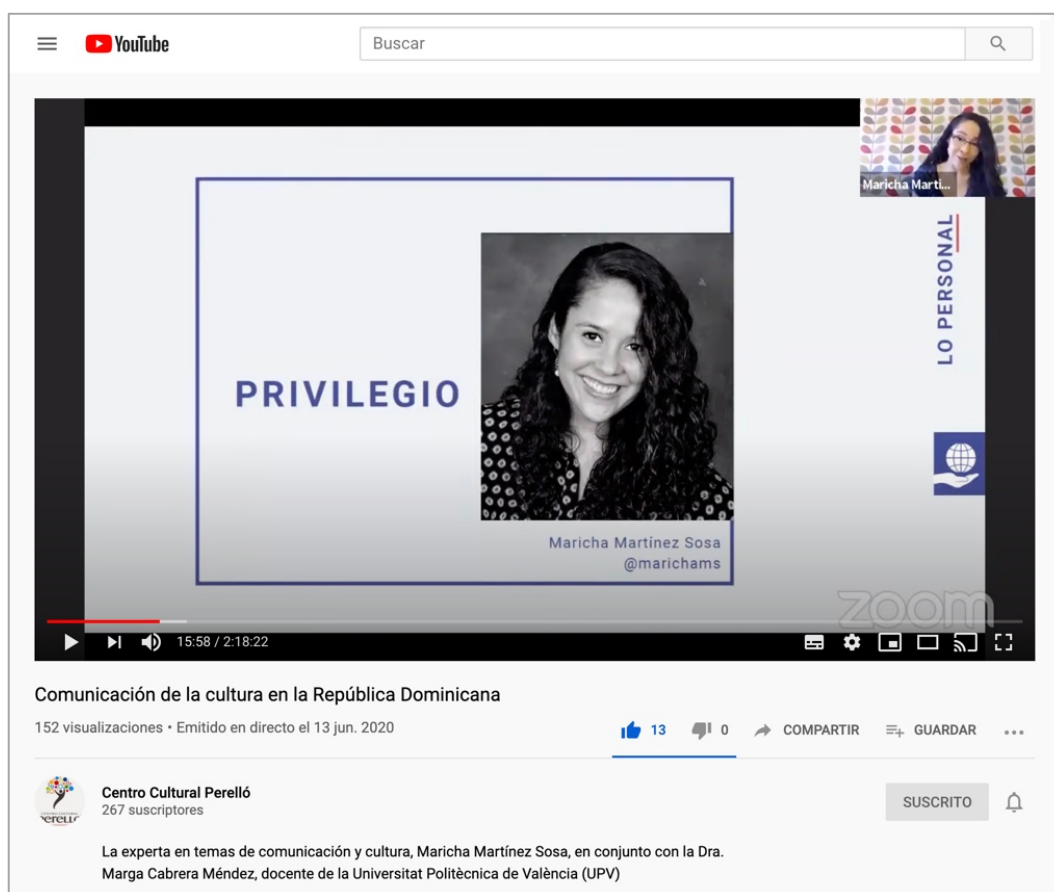 YouTube
Buscar
Maricha Marti...
LO PERSONAL
PRIVILEGIO
Maricha Martínez Sosa
@marichams
zoom
15:58 / 2:18:22
Comunicación de la cultura en la República Dominicana
152 visualizaciones • Emitido en directo el 13 jun. 2020
13 0 COMPARTIR GUARDAR
Centro Cultural Perelló
267 suscriptores
SUSCRITO
La experta en temas de comunicación y cultura, Maricha Martínez Sosa, en conjunto con la Dra.
Marga Cabrera Méndez, docente de la Universitat Politècnica de València (UPV)